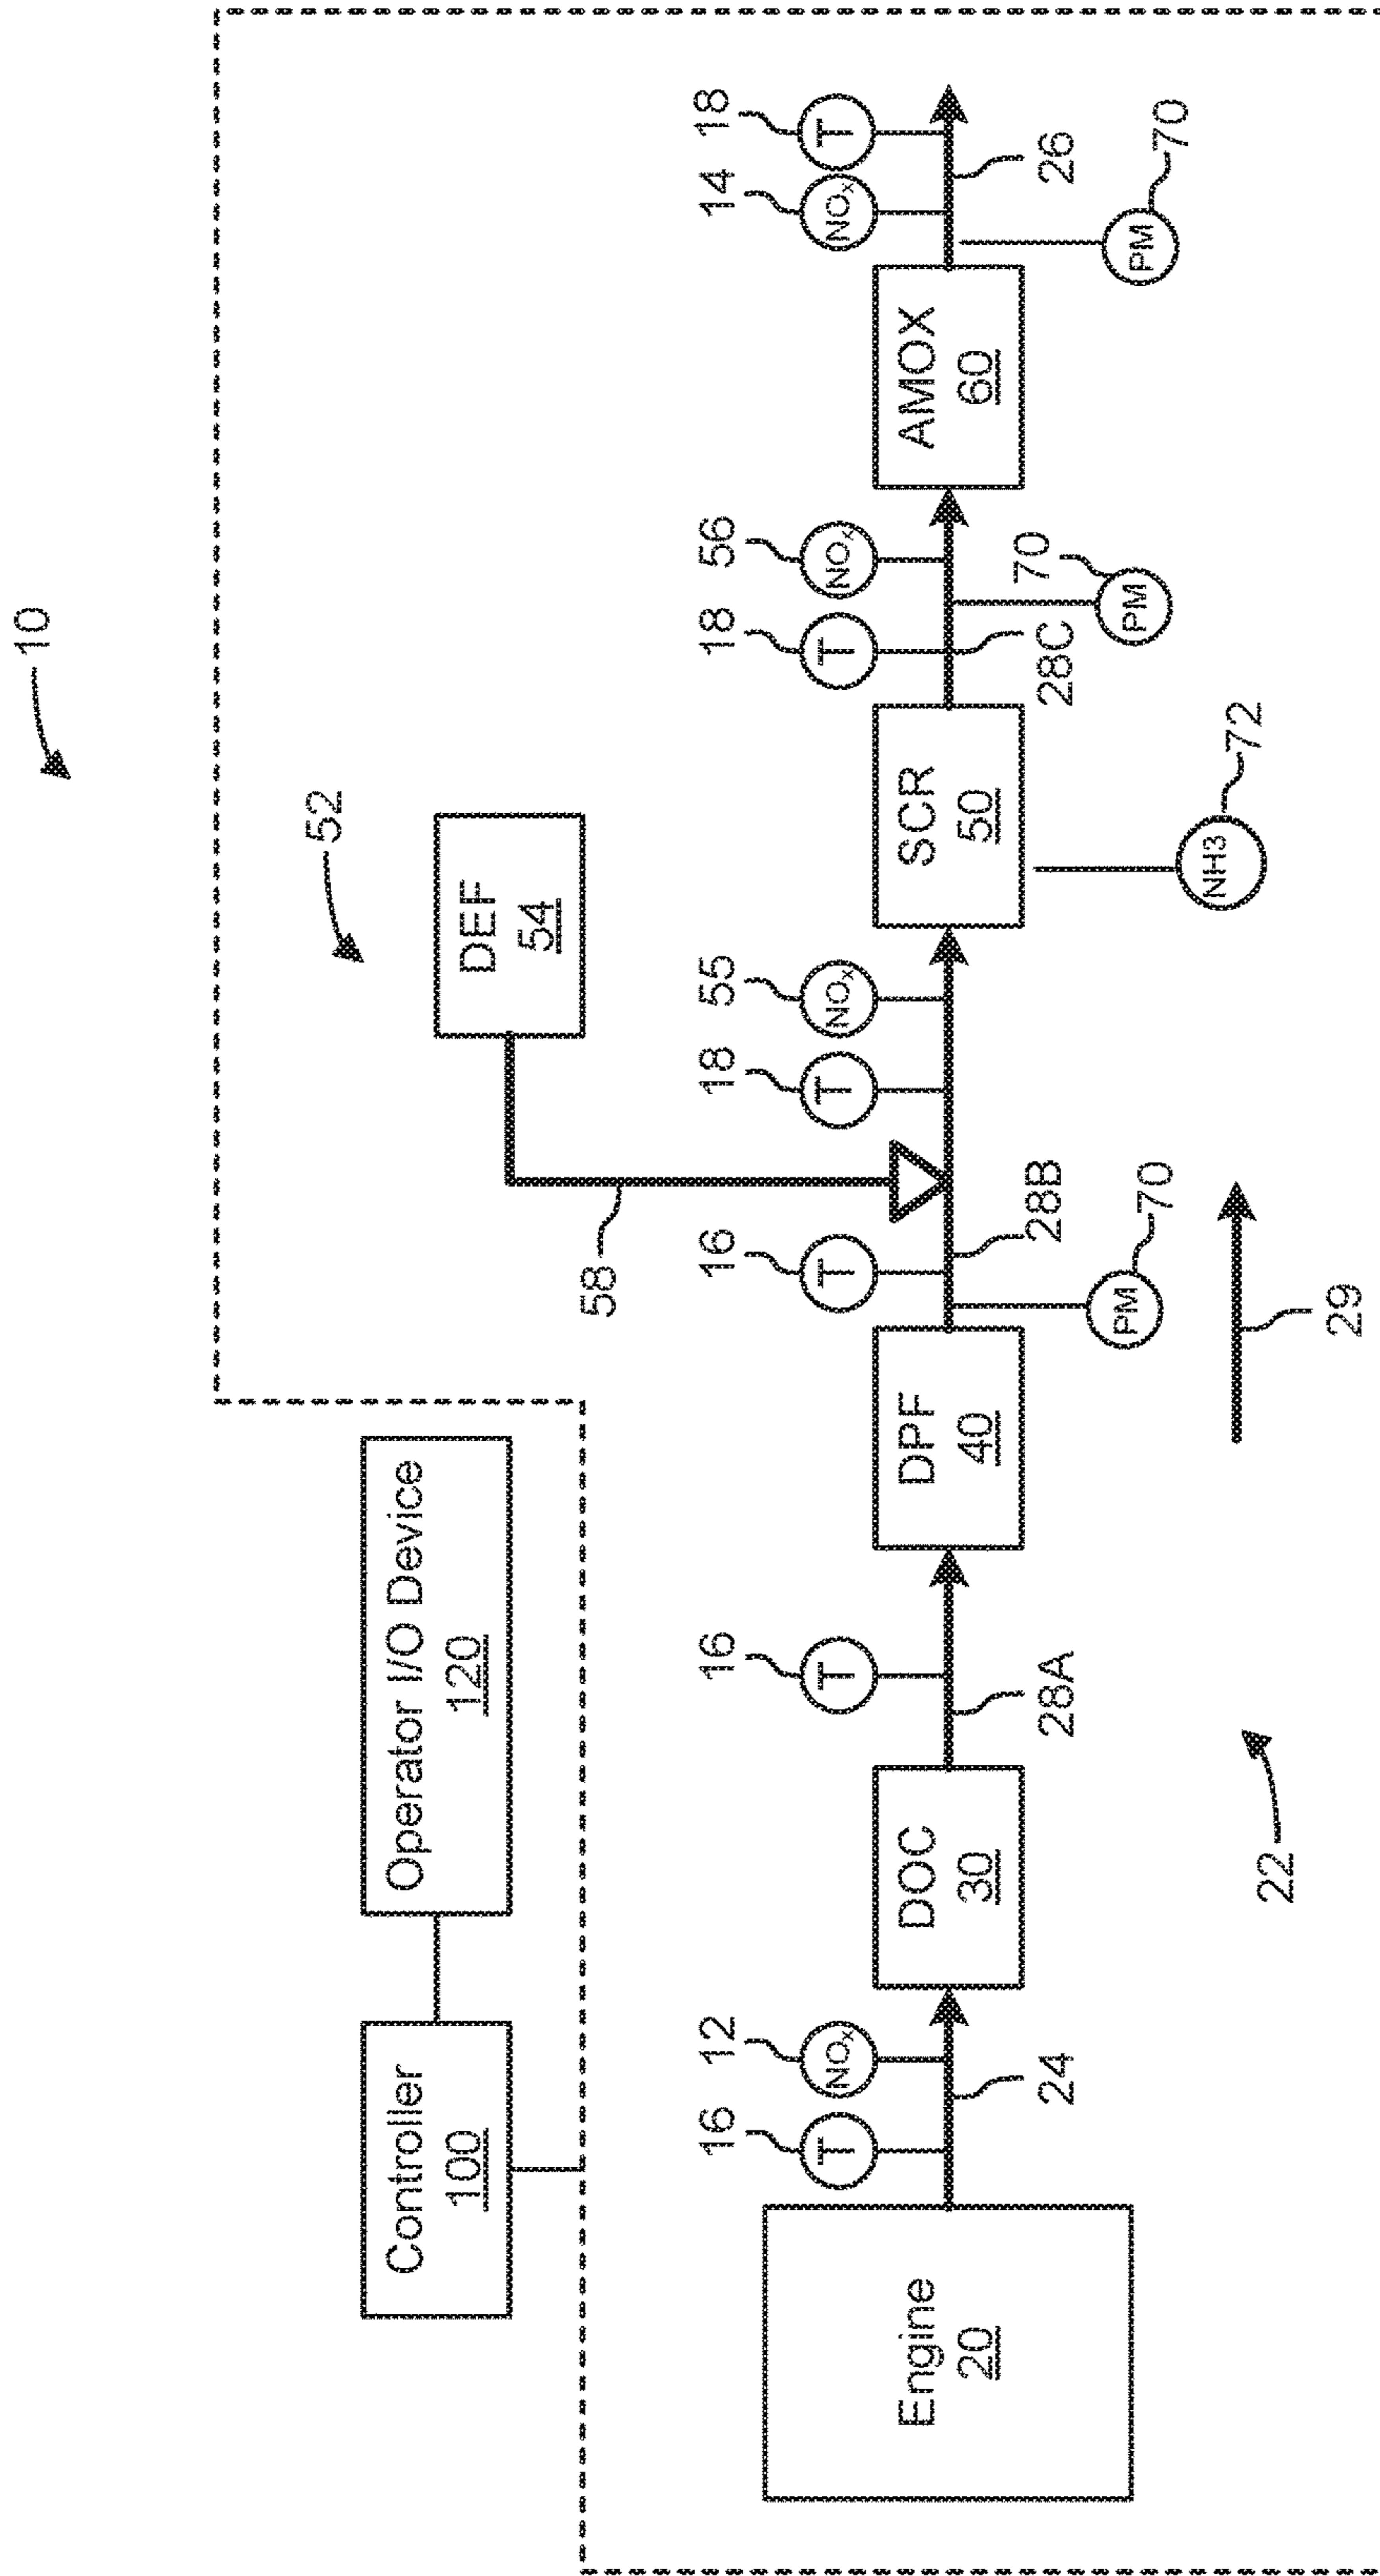 10
Controller
100
Operator I/O Device
120
52
DEF
54
58
16
12
16
16
18
55
18
56
14
18
T
NOx
T
T
T
NOx
T
NOx
NOx
T
Engine
20
DOC
30
DPF
40
SCR
50
AMOX
60
24
28A
28B
28C
26
PM
70
NH3
72
PM
70
PM
70
22
29